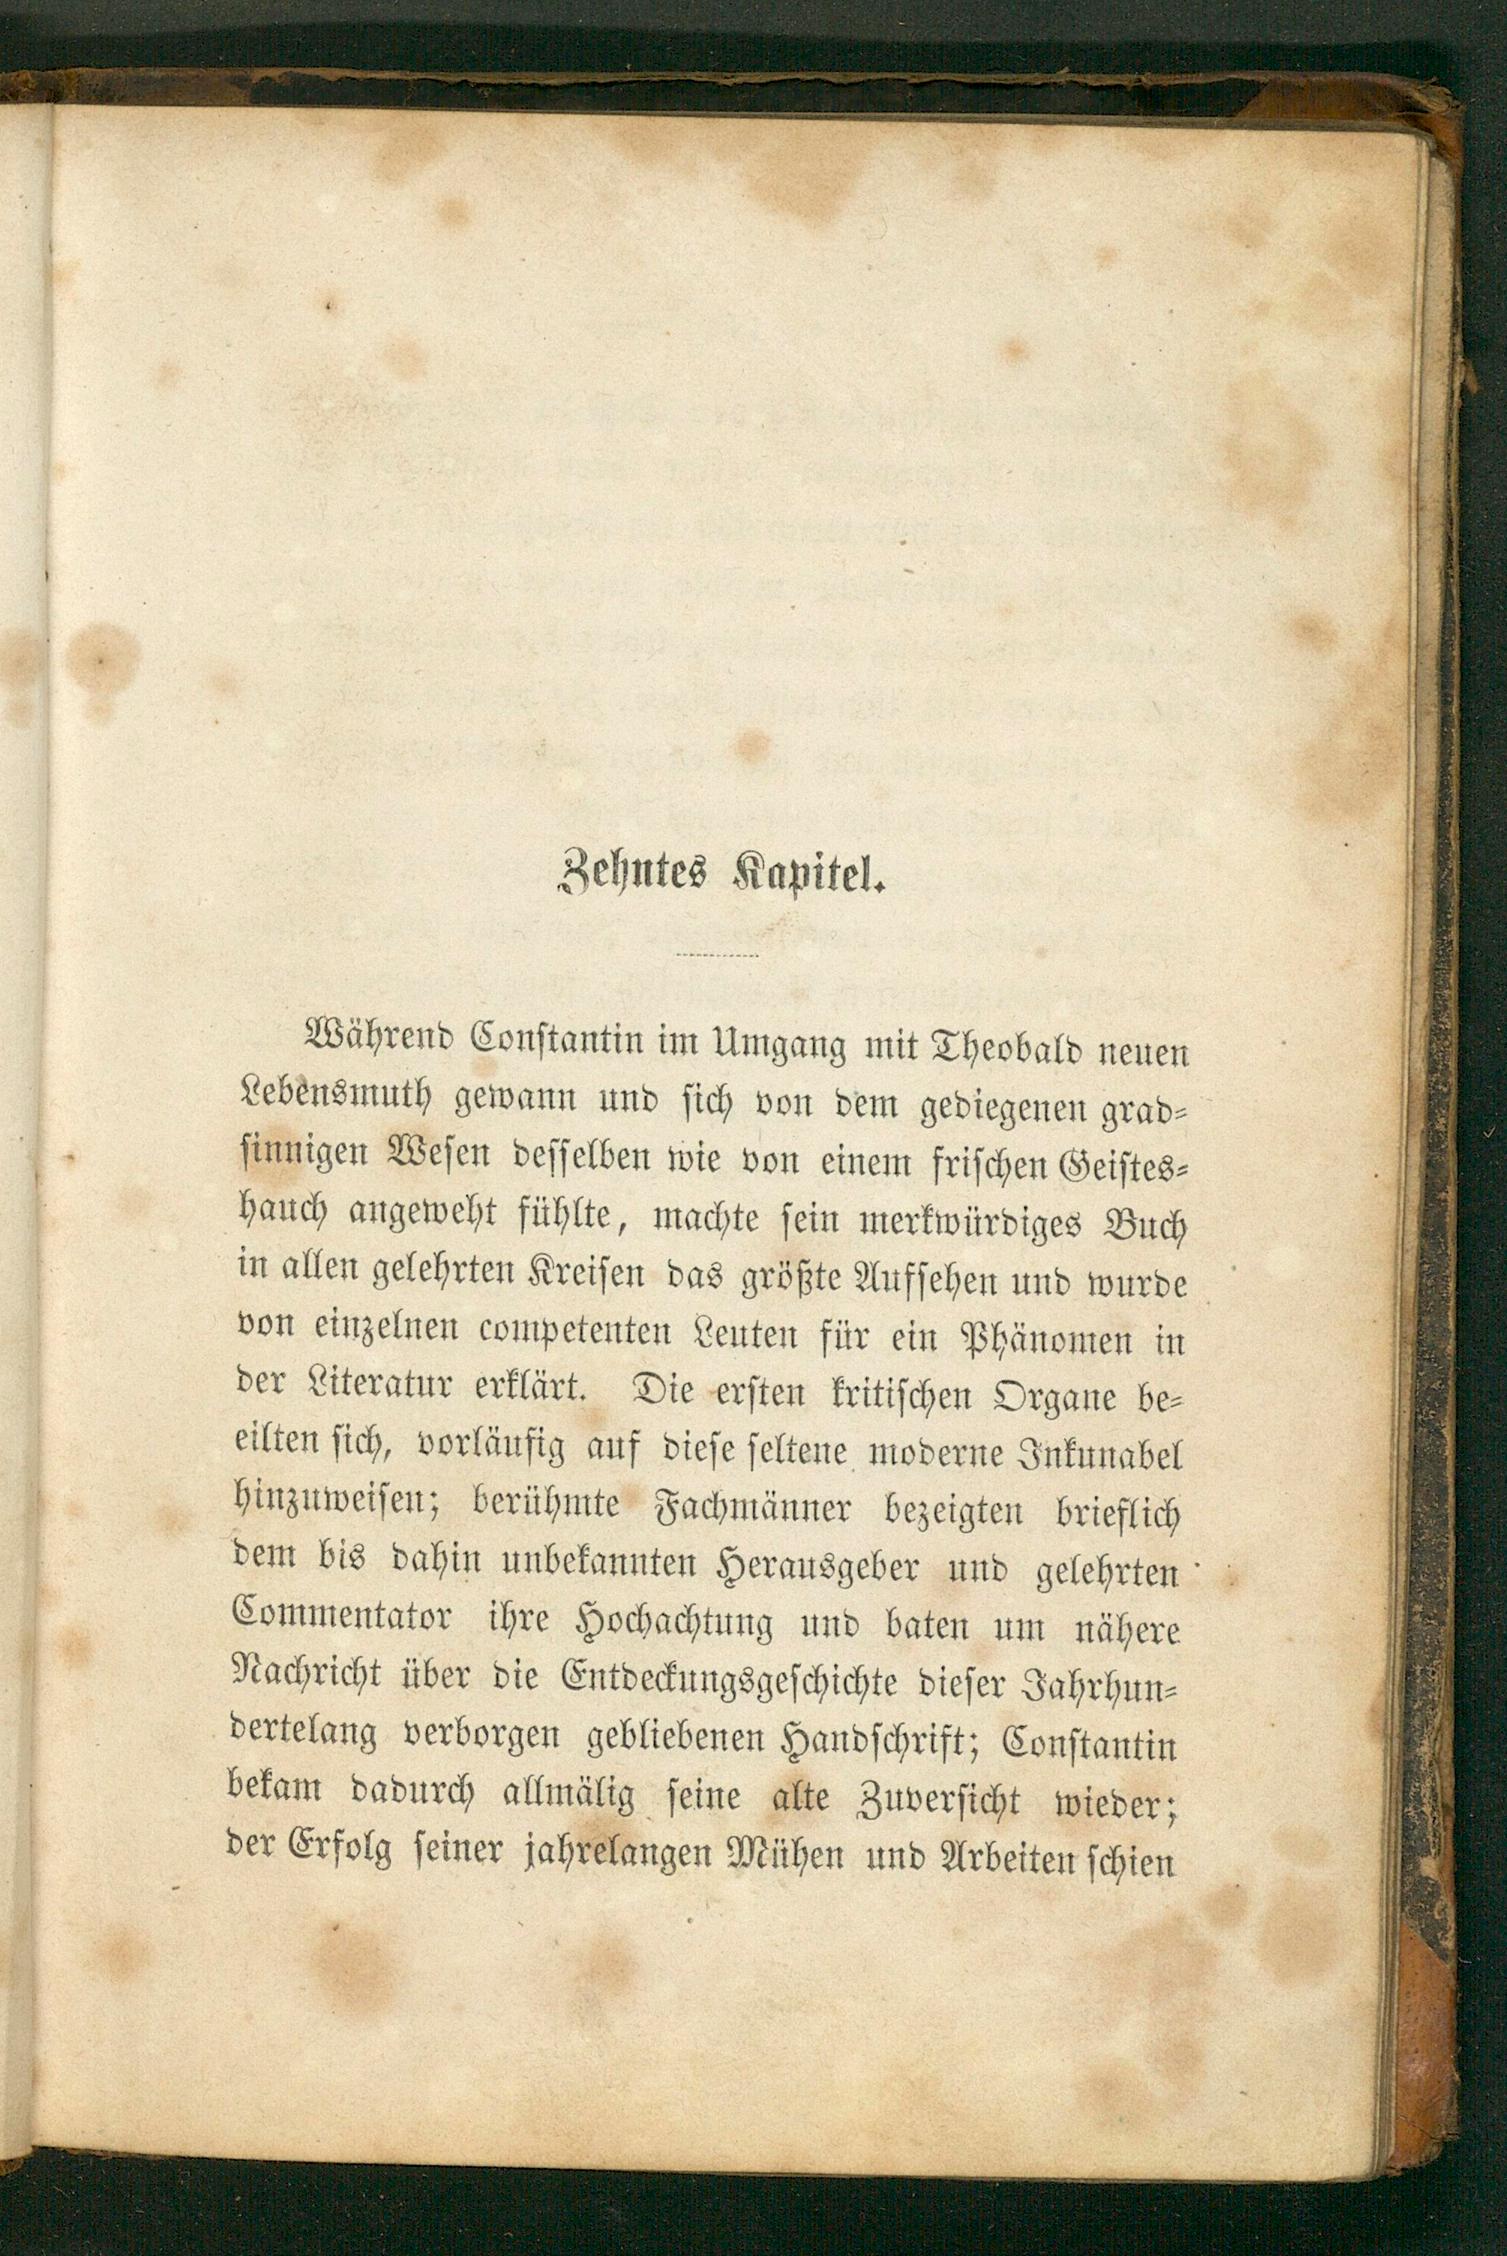 Zehntes Kapitel.
Während Constantin im Umgang mit Theobald neuen
Lebensmuth gewann und sich von dem gediegenen grad-
sinnigen Wesen desselben wie von einem frischen Geistes-
hauch angeweht fühlte, machte sein merkwürdiges Buch
in allen gelehrten Kreisen das größte Aufsehen und wurde
von einzelnen competenten Leuten für ein Phänomen in
der Literatur erklärt. Die ersten kritischen Organe be-
eilten sich, vorläufig auf diese seltene moderne Inkunabel
hinzuweisen; berühmte Fachmänner bezeigten brieflich
dem bis dahin unbekannten Herausgeber und gelehrten
Commentator ihre Hochachtung und baten um nähere
Nachricht über die Entdeckungsgeschichte dieser Jahrhun-
dertelang verborgen gebliebenen Handschrift; Constantin
bekam dadurch allmälig seine alte Zuversicht wieder;
der Erfolg seiner jahrelangen Mühen und Arbeiten schien